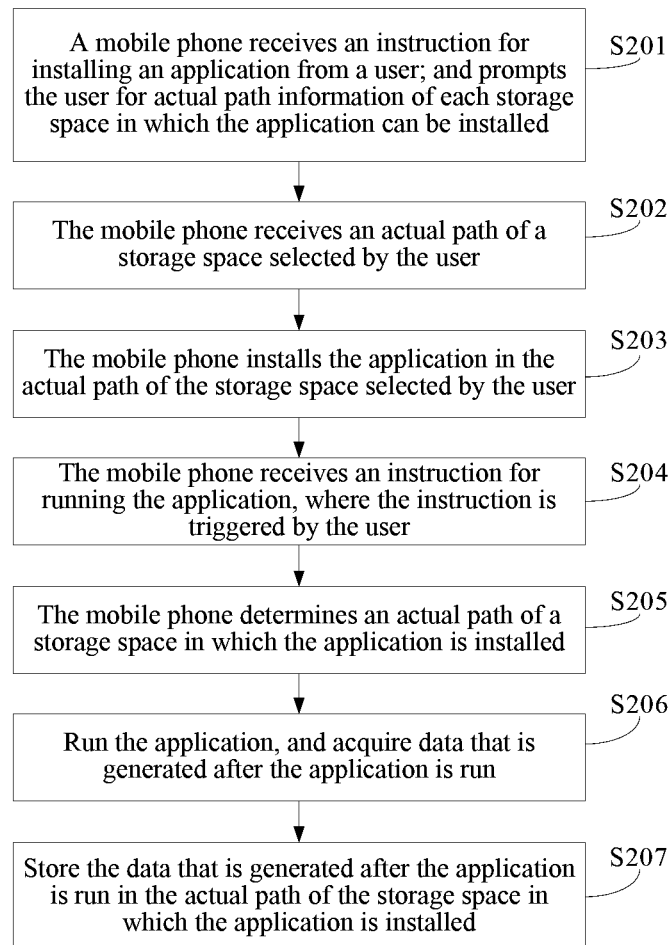 A mobile phone receives an instruction for
installing an application from a user; and prompts
the user for actual path information of each storage
space in which the application can be installed
S201
The mobile phone receives an actual path of a
storage space selected by the user
S202
The mobile phone installs the application in the
actual path of the storage space selected by the user
S203
The mobile phone receives an instruction for
running the application, where the instruction is
triggered by the user
S204
The mobile phone determines an actual path of a
storage space in which the application is installed
S205
Run the application, and acquire data that is
generated after the application is run
S206
Store the data that is generated after the application
is run in the actual path of the storage space in
which the application is installed
S207